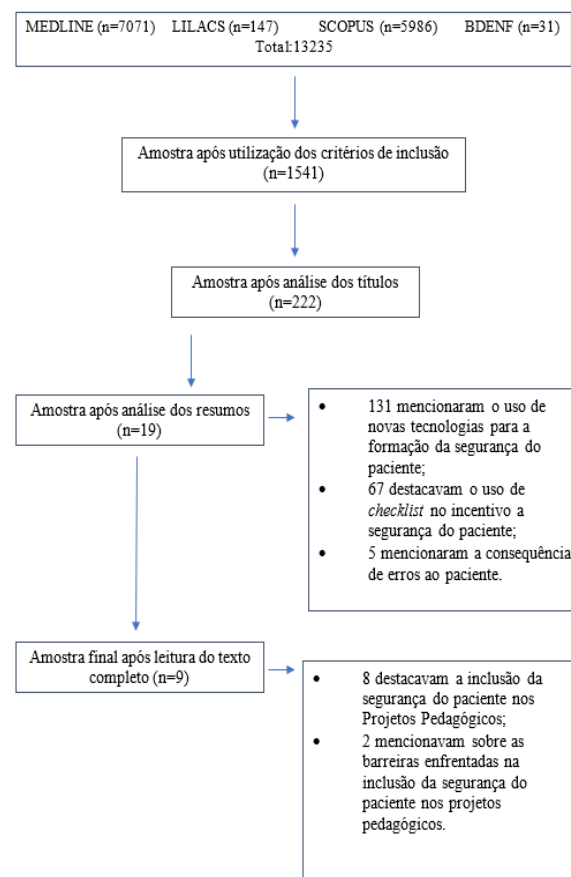 MEDLINE (n=7071) LILACS (n=147) SCOPUS (n=5986) BDENF (n=31)
Total:13235
Amostra após utilização dos critérios de inclusão
(n=1541)
Amostra após análise dos títulos
(n=222)
Amostra após análise dos resumos
(n=19)
• 131 mencionaram o uso de
novas tecnologias para a
formação da segurança do
paciente;
• 67 destacavam o uso de
checklist no incentivo a
segurança do paciente;
• 5 mencionaram a consequência
de erros ao paciente.
Amostra final após leitura do texto
completo (n=9)
• 8 destacavam a inclusão da
segurança do paciente nos
Projetos Pedagógicos;
• 2 mencionavam sobre as
barreiras enfrentadas na
inclusão da segurança do
paciente nos projetos
pedagógicos.